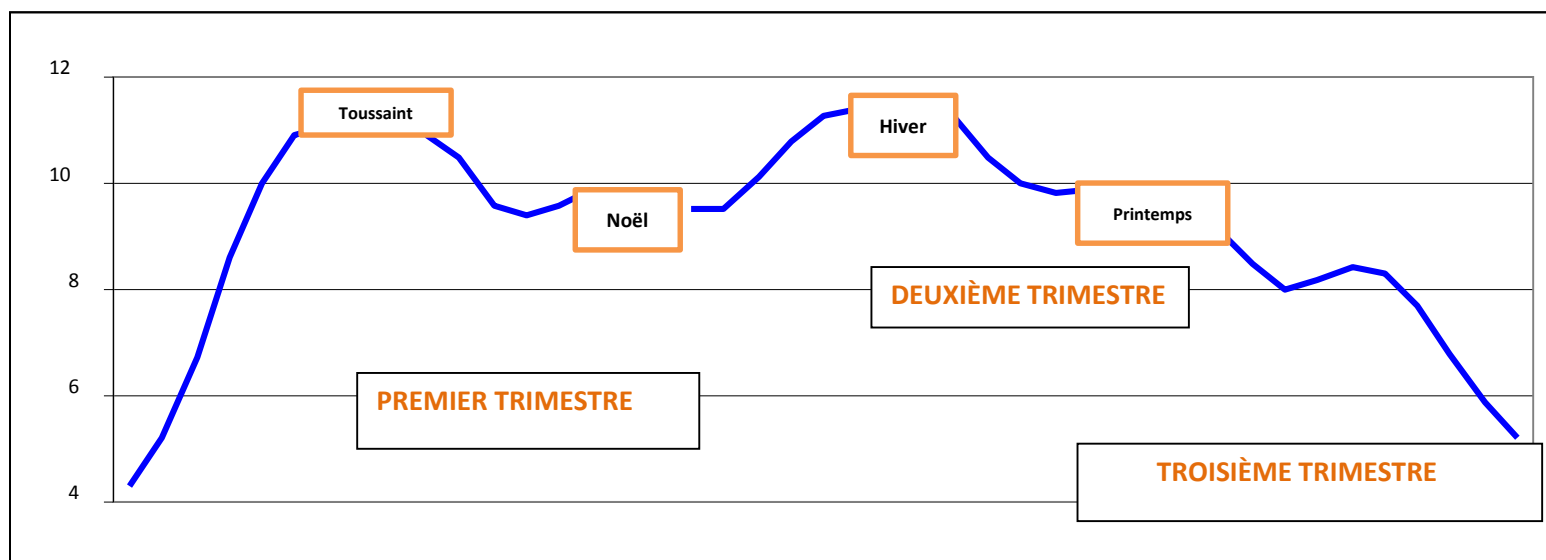 12
Toussaint
Hiver
10
Noël
Printemps
8
DEUXIÈME TRIMESTRE
6
PREMIER TRIMESTRE
TROISIÈME TRIMESTRE
4